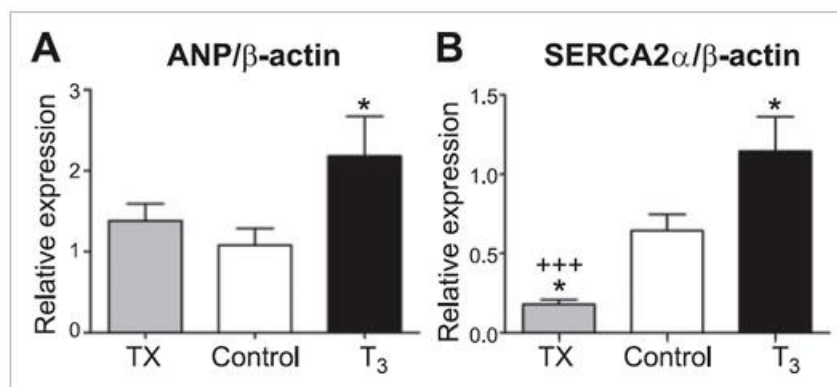 A
ANP/β-actin
Relative expression
3
2
1
0
*
TX
Control
T₃
B
SERCA2α/β-actin
Relative expression
1.5
1.0
0.5
0.0
+++
*
*
TX
Control
T₃